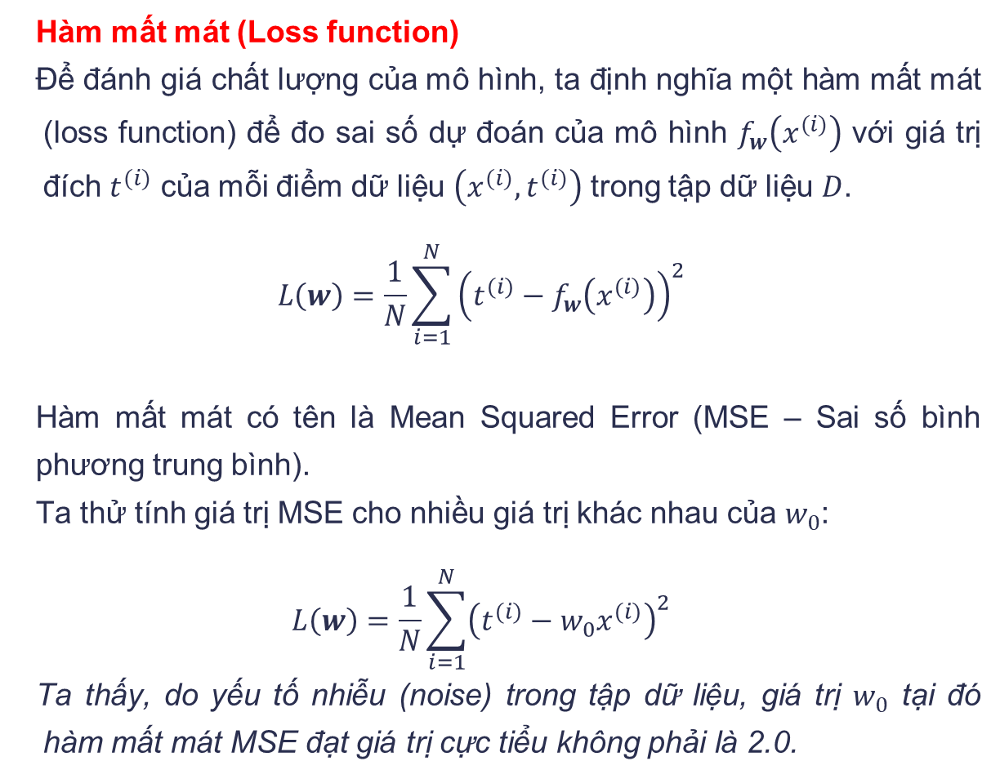 Hàm mất mát (Loss function)
Để đánh giá chất lượng của mô hình, ta định nghĩa một hàm mất mát
(loss function) để đo sai số dự đoán của mô hình $f_{\boldsymbol{w}}(x^{(i)})$ với giá trị
đích $t^{(i)}$ của mỗi điểm dữ liệu $(x^{(i)}, t^{(i)})$ trong tập dữ liệu $D$.
$L(\boldsymbol{w}) = \frac{1}{N} \sum_{i=1}^{N} \left( t^{(i)} - f_{\boldsymbol{w}}(x^{(i)}) \right)^2$
Hàm mất mát có tên là Mean Squared Error (MSE – Sai số bình
phương trung bình).
Ta thử tính giá trị MSE cho nhiều giá trị khác nhau của $w_0$:
$L(\boldsymbol{w}) = \frac{1}{N} \sum_{i=1}^{N} \left( t^{(i)} - w_0 x^{(i)} \right)^2$
Ta thấy, do yếu tố nhiễu (noise) trong tập dữ liệu, giá trị $w_0$ tại đó
hàm mất mát MSE đạt giá trị cực tiểu không phải là 2.0.